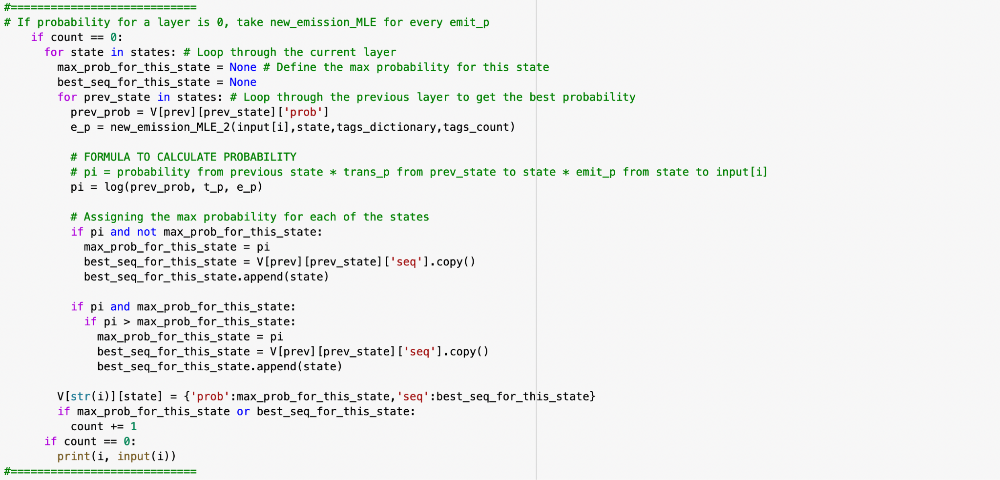 #============================
# If probability for a layer is 0, take new_emission_MLE for every emit_p
    if count == 0:
      for state in states: # Loop through the current layer
        max_prob_for_this_state = None # Define the max probability for this state
        best_seq_for_this_state = None
        for prev_state in states: # Loop through the previous layer to get the best probability
          prev_prob = V[prev][prev_state]['prob']
          e_p = new_emission_MLE_2(input[i],state,tags_dictionary,tags_count)

          # FORMULA TO CALCULATE PROBABILITY
          # pi = probability from previous state * trans_p from prev_state to state * emit_p from state to input[i]
          pi = log(prev_prob, t_p, e_p)

          # Assigning the max probability for each of the states
          if pi and not max_prob_for_this_state:
            max_prob_for_this_state = pi
            best_seq_for_this_state = V[prev][prev_state]['seq'].copy()
            best_seq_for_this_state.append(state)

          if pi and max_prob_for_this_state:
            if pi > max_prob_for_this_state:
              max_prob_for_this_state = pi
              best_seq_for_this_state = V[prev][prev_state]['seq'].copy()
              best_seq_for_this_state.append(state)

        V[str(i)][state] = {'prob':max_prob_for_this_state,'seq':best_seq_for_this_state}
        if max_prob_for_this_state or best_seq_for_this_state:
          count += 1
      if count == 0:
        print(i, input(i))
#============================